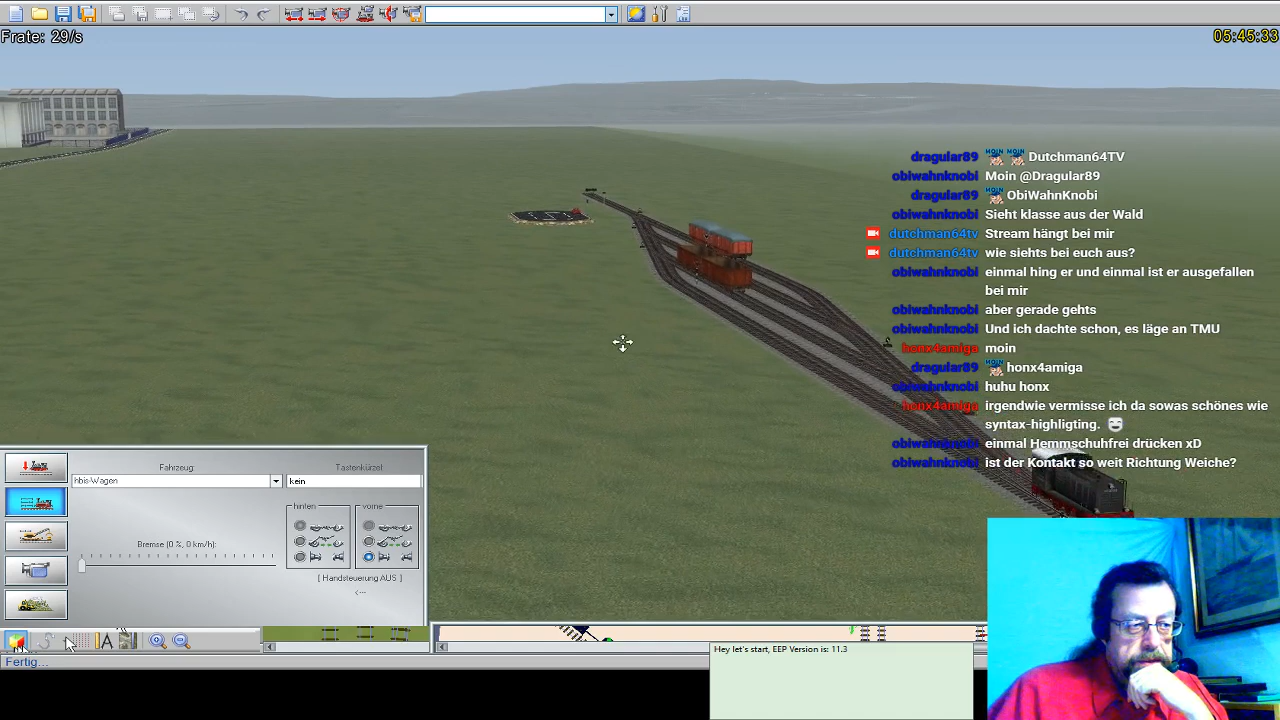 Frate: 29/s
05:45:33
dragular89 Dutchman64TV
obiwahnknobi Moin @Dragular89
dragular89 ObiWahnKnobi
obiwahnknobi Sieht klasse aus der Wald
dutchman64tv Stream hängt bei mir
dutchman64tv wie siehts bei euch aus?
obiwahnknobi einmal hing er und einmal ist er ausgefallen
bei mir
obiwahnknobi aber gerade gehts
obiwahnknobi Und ich dachte schon, es läge an TMU
honx4amiga moin
dragular89 honx4amiga
obiwahnknobi huhu honx
honx4amiga irgendwie vermisse ich da sowas schönes wie
syntax-highligting.
obiwahnknobi einmal Hemmschuhfrei drücken xD
obiwahnknobi ist der Kontakt so weit Richtung Weiche?
Fahrzeug:
Tastenkürzel
hbis-Wagen
kein
hinten
vorne
Bremse (0 %, 0 km/h):
[ Handsteuerung AUS ]
<---
A
Fertig...
Hey let's start, EEP Version is: 11.3